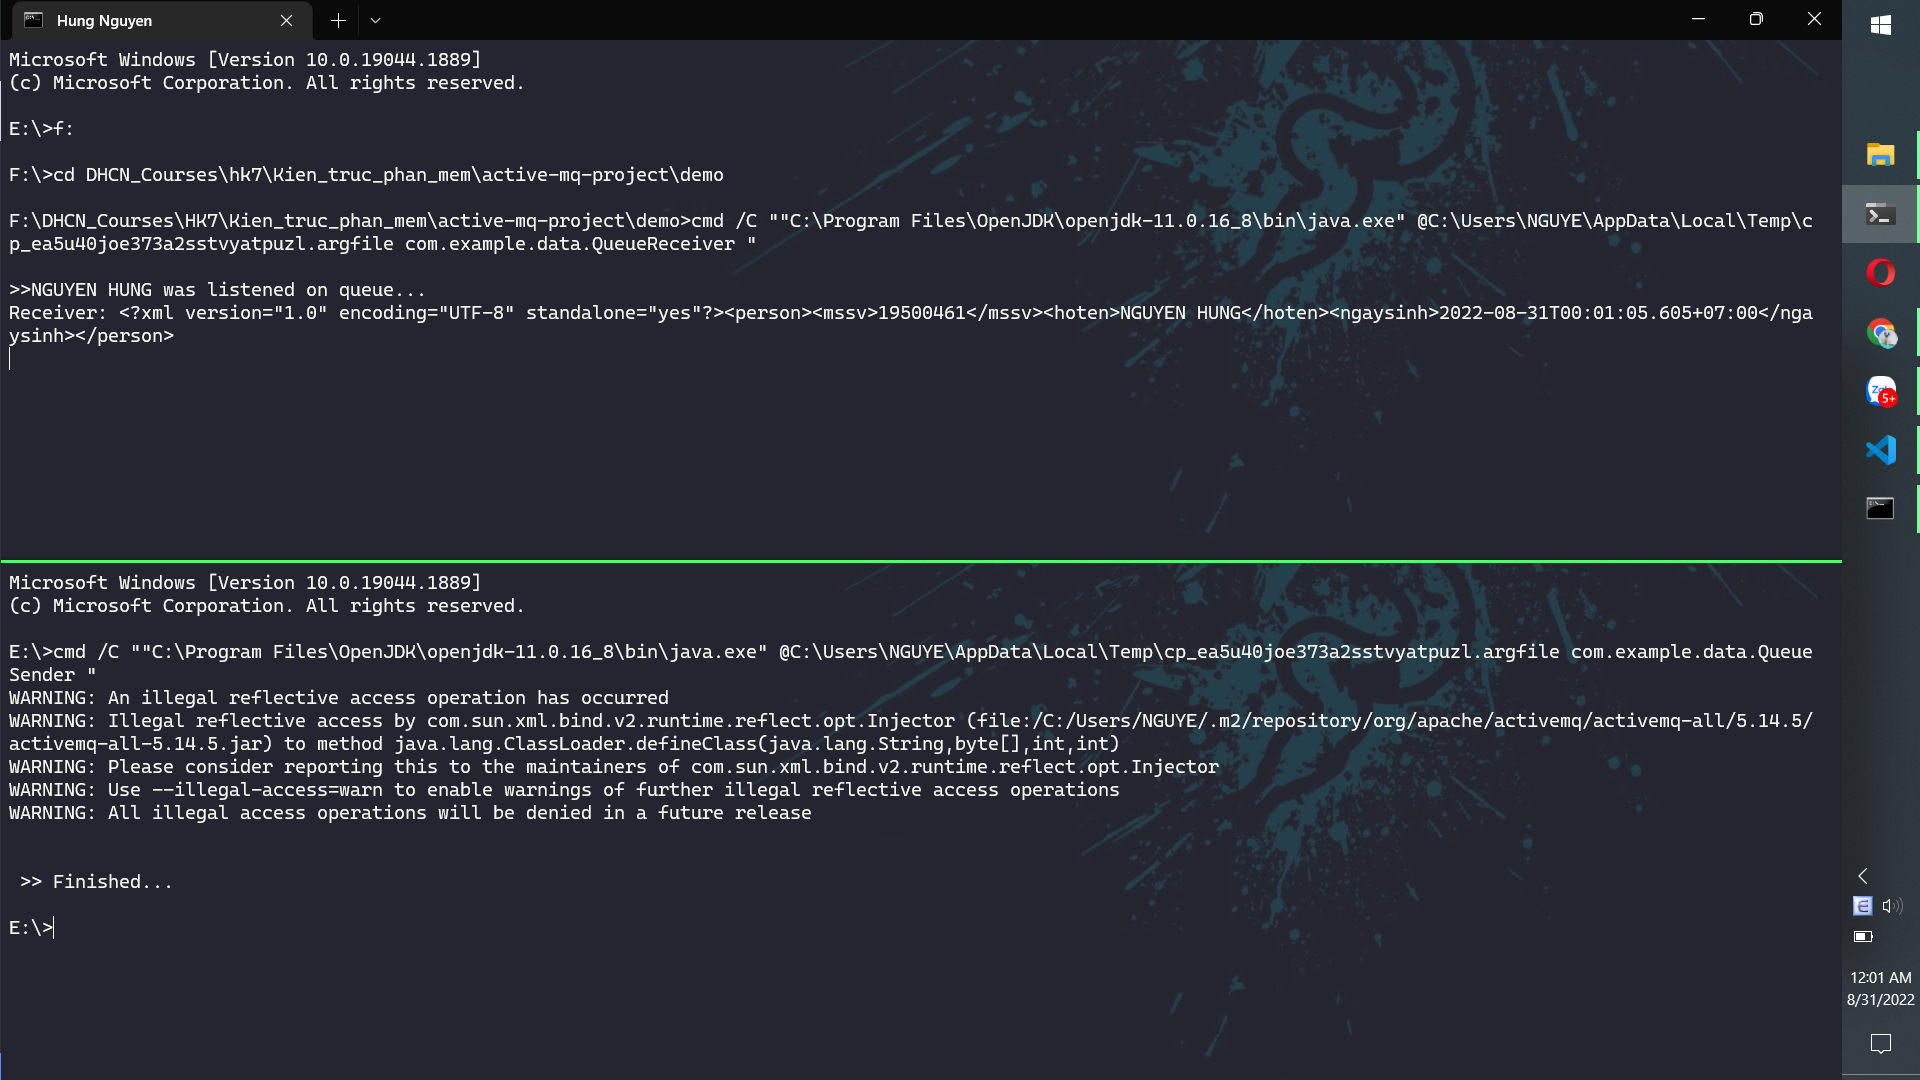 Hung Nguyen
Microsoft Windows [Version 10.0.19044.1889]
(c) Microsoft Corporation. All rights reserved.
E:\>f:
F:\>cd DHCN_Courses\hk7\Kien_truc_phan_mem\active-mq-project\demo
F:\DHCN_Courses\HK7\Kien_truc_phan_mem\active-mq-project\demo>cmd /C ""C:\Program Files\OpenJDK\openjdk-11.0.16_8\bin\java.exe" @C:\Users\NGUYE\AppData\Local\Temp\c
p_ea5u40joe373a2sstvyatpuzl.argfile com.example.data.QueueReceiver "
>>NGUYEN HUNG was listened on queue...
Receiver: <?xml version="1.0" encoding="UTF-8" standalone="yes"?><person><mssv>19500461</mssv><hoten>NGUYEN HUNG</hoten><ngaysinh>2022-08-31T00:01:05.605+07:00</nga
ysinh></person>
Microsoft Windows [Version 10.0.19044.1889]
(c) Microsoft Corporation. All rights reserved.
E:\>cmd /C ""C:\Program Files\OpenJDK\openjdk-11.0.16_8\bin\java.exe" @C:\Users\NGUYE\AppData\Local\Temp\cp_ea5u40joe373a2sstvyatpuzl.argfile com.example.data.Queue
Sender "
WARNING: An illegal reflective access operation has occurred
WARNING: Illegal reflective access by com.sun.xml.bind.v2.runtime.reflect.opt.Injector (file:/C:/Users/NGUYE/.m2/repository/org/apache/activemq/activemq-all/5.14.5/
activemq-all-5.14.5.jar) to method java.lang.ClassLoader.defineClass(java.lang.String,byte[],int,int)
WARNING: Please consider reporting this to the maintainers of com.sun.xml.bind.v2.runtime.reflect.opt.Injector
WARNING: Use --illegal-access=warn to enable warnings of further illegal reflective access operations
WARNING: All illegal access operations will be denied in a future release
>> Finished...
E:\>
5+
E
12:01 AM
8/31/2022